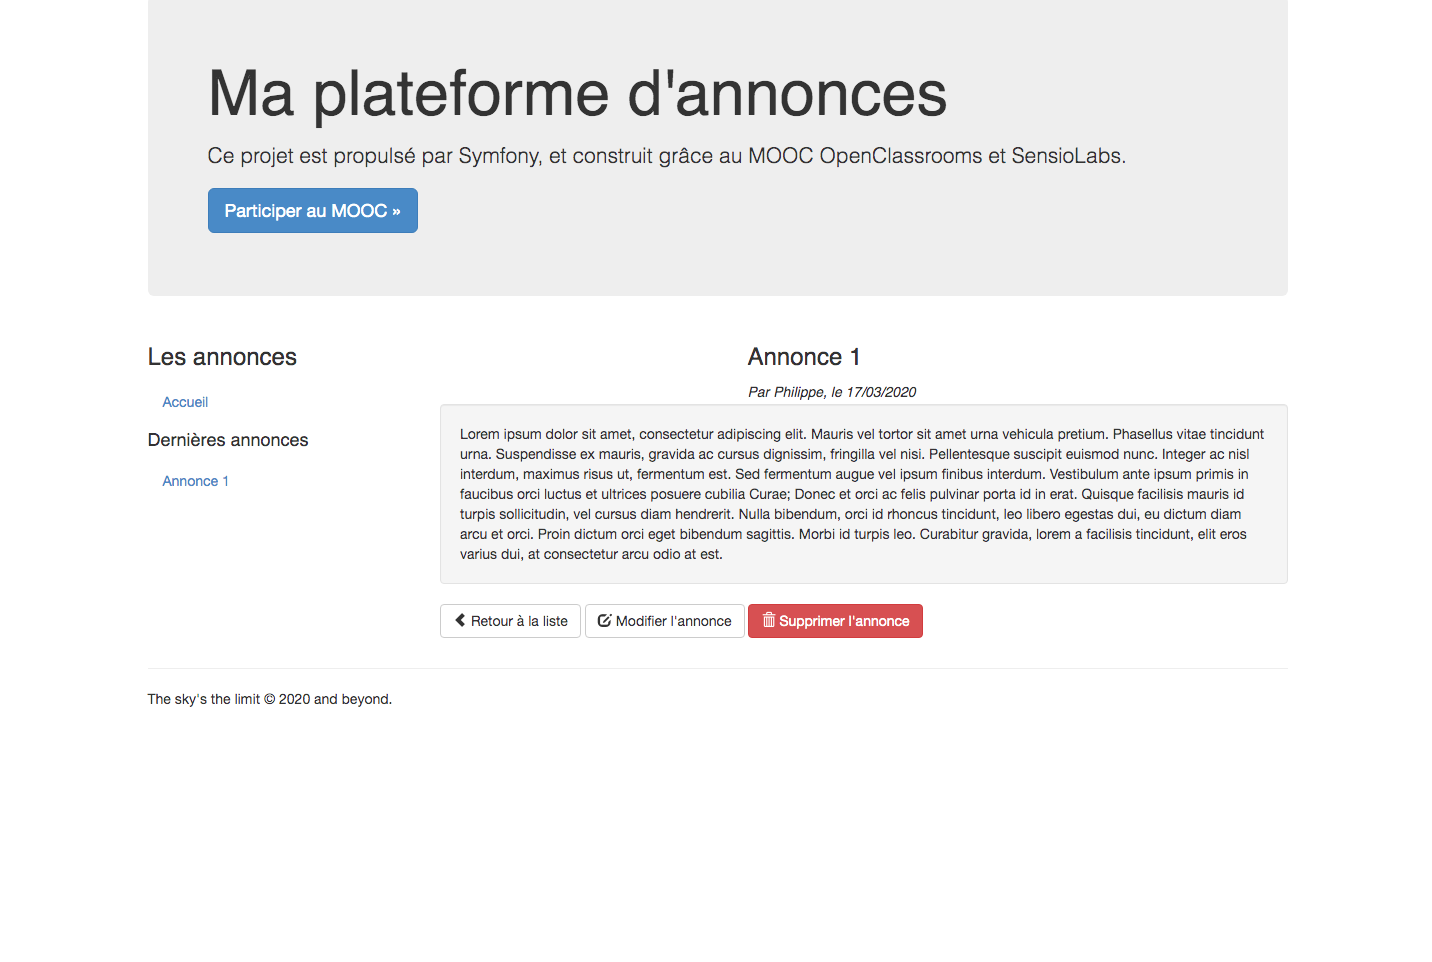 Ma plateforme d'annonces
Ce projet est propulsé par Symfony, et construit grâce au MOOC OpenClassrooms et SensioLabs.
Participer au MOOC »
Les annonces
Accueil
Dernières annonces
Annonce 1
Annonce 1
Par Philippe, le 17/03/2020
Lorem ipsum dolor sit amet, consectetur adipiscing elit. Mauris vel tortor sit amet urna vehicula pretium. Phasellus vitae tincidunt
urna. Suspendisse ex mauris, gravida ac cursus dignissim, fringilla vel nisi. Pellentesque suscipit euismod nunc. Integer ac nisl
interdum, maximus risus ut, fermentum est. Sed fermentum augue vel ipsum finibus interdum. Vestibulum ante ipsum primis in
faucibus orci luctus et ultrices posuere cubilia Curae; Donec et orci ac felis pulvinar porta id in erat. Quisque facilisis mauris id
turpis sollicitudin, vel cursus diam hendrerit. Nulla bibendum, orci id rhoncus tincidunt, leo libero egestas dui, eu dictum diam
arcu et orci. Proin dictum orci eget bibendum sagittis. Morbi id turpis leo. Curabitur gravida, lorem a facilisis tincidunt, elit eros
varius dui, at consectetur arcu odio at est.
Retour à la liste
Modifier l'annonce
Supprimer l'annonce
The sky's the limit © 2020 and beyond.